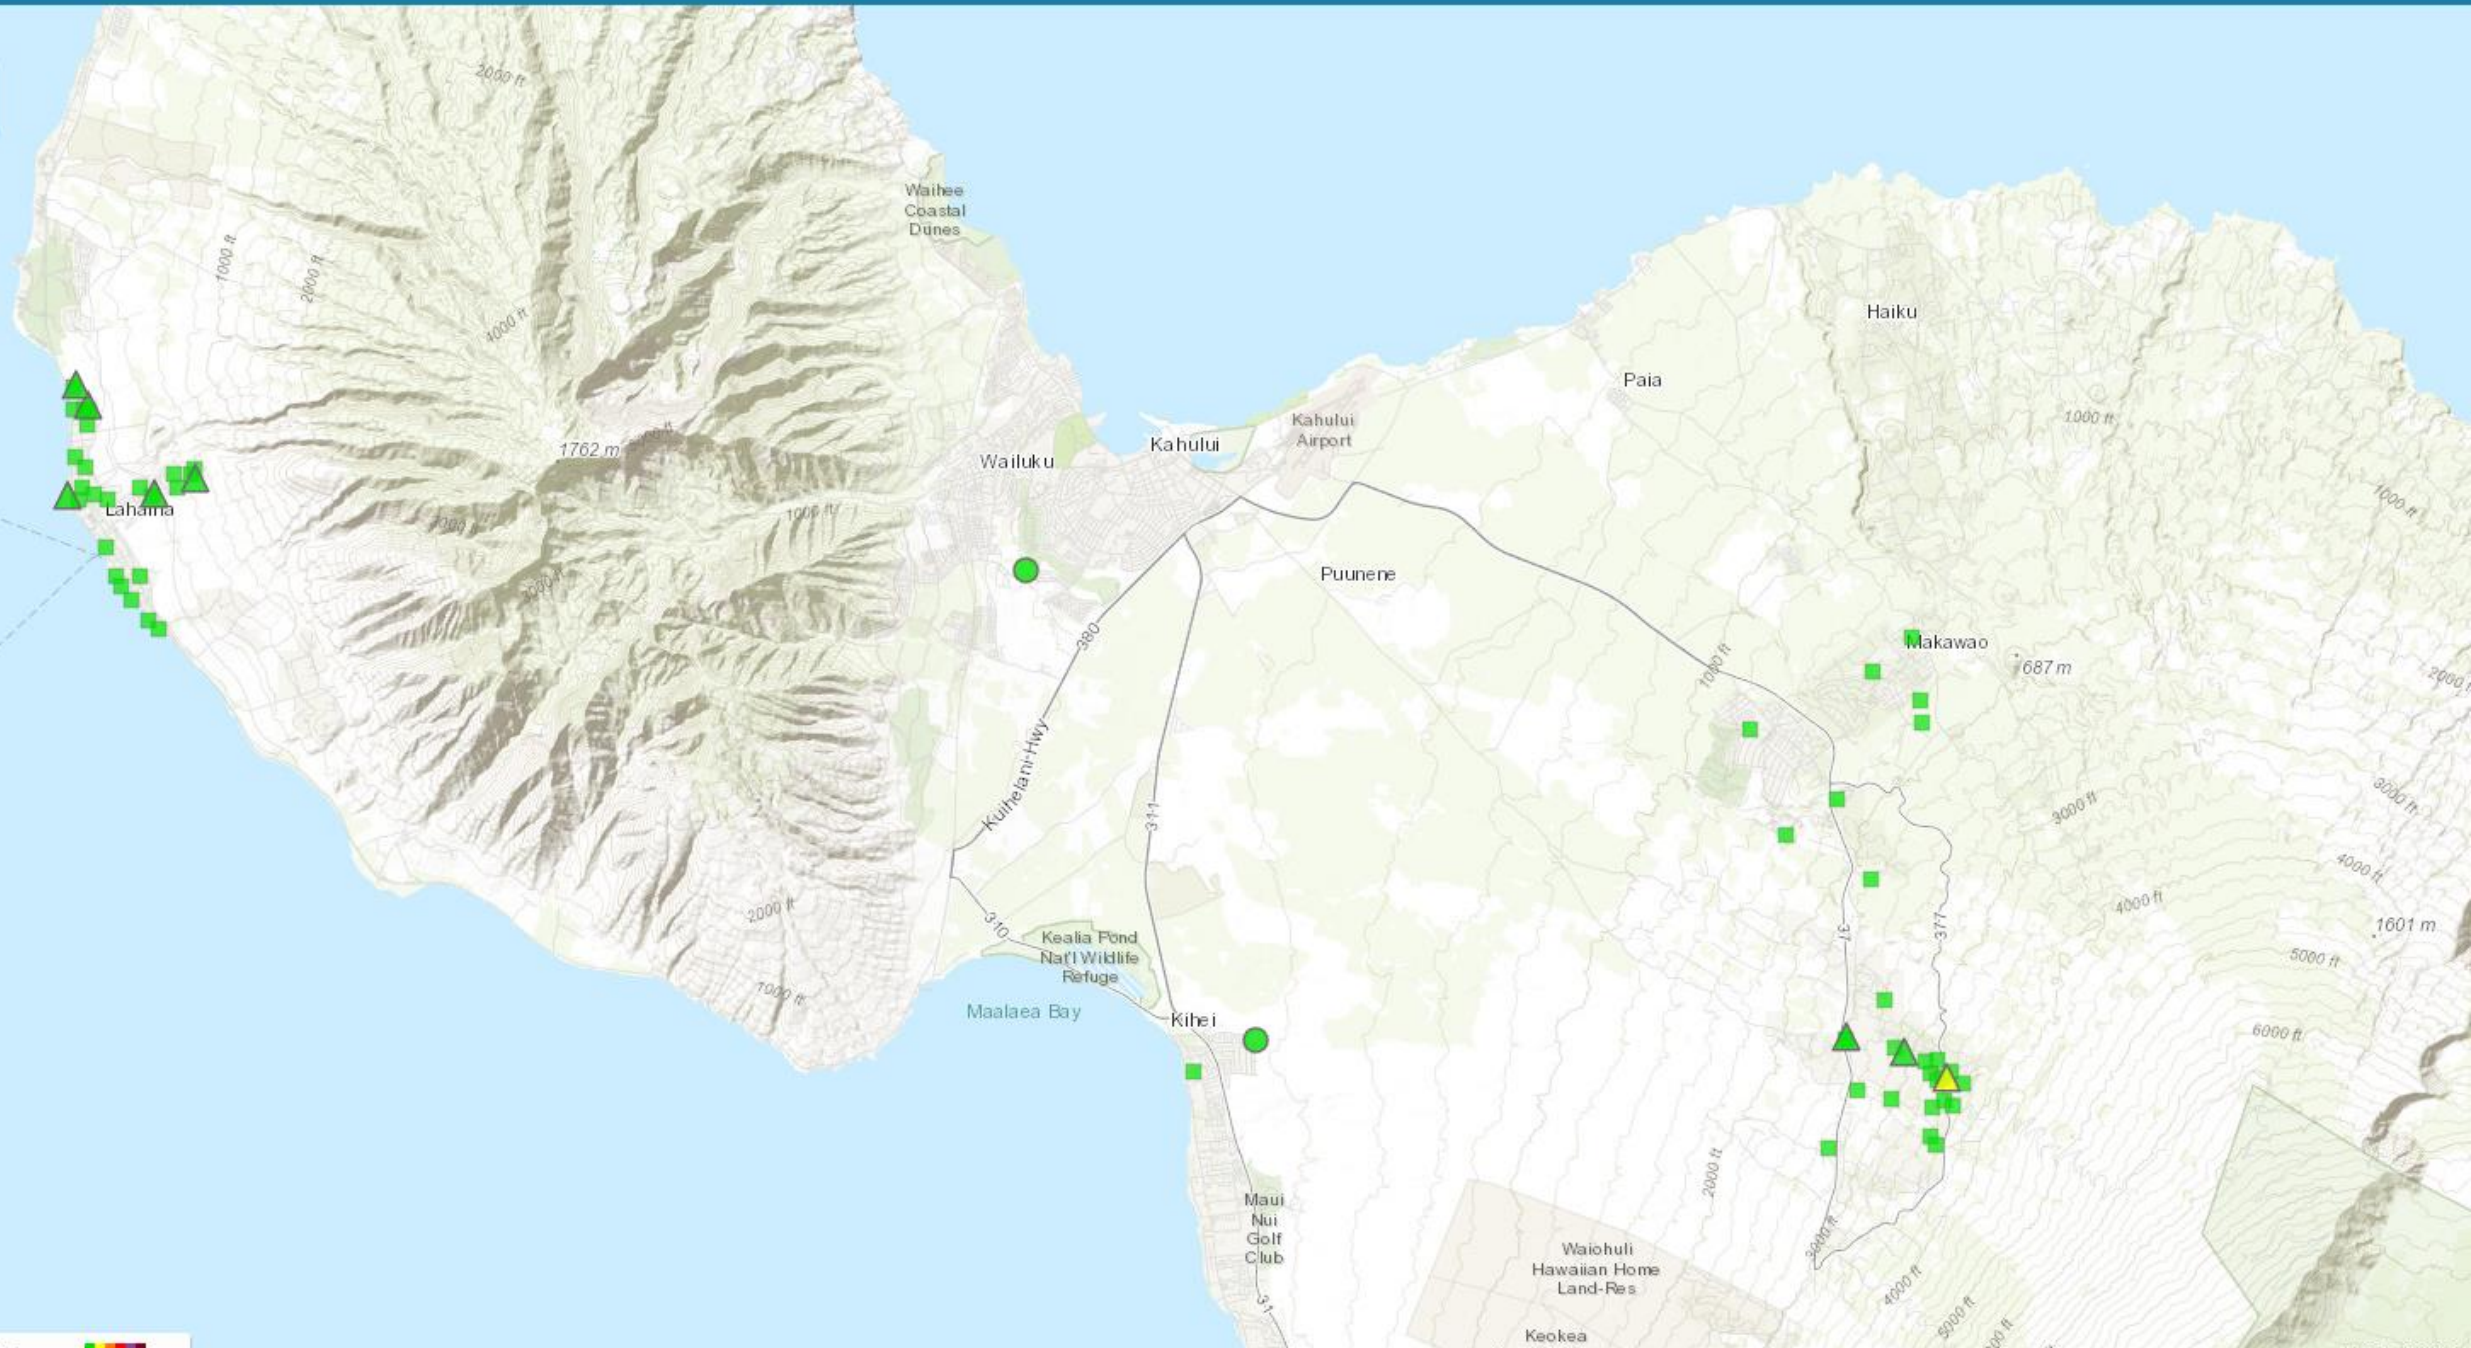 2000 ft
Waihee
Coastal
Dunes
1000 ft
2000 ft
4000 ft
Haiku
Paia
1000 ft
Kahului
Airport
Kahului
1762 m
Wailuku
Lahaina
1000 ft
1000 ft
Puunene
380
Makawao
687 m
1000 ft
2000 ft
Kuihelani-Hwy
311
3000 ft
3000 ft
4000 ft
4000 ft
2000 ft
310
37
377
1601 m
Kealia Pond
Nat'l Wildlife
Refuge
5000 ft
1000 ft
Maalaea Bay
Kihei
6000 ft
2000 ft
Maui
Nui
Golf
Club
3000 ft
Waiohuli
Hawaiian Home
Land-Res
4000 ft
31
5000 ft
Keokea